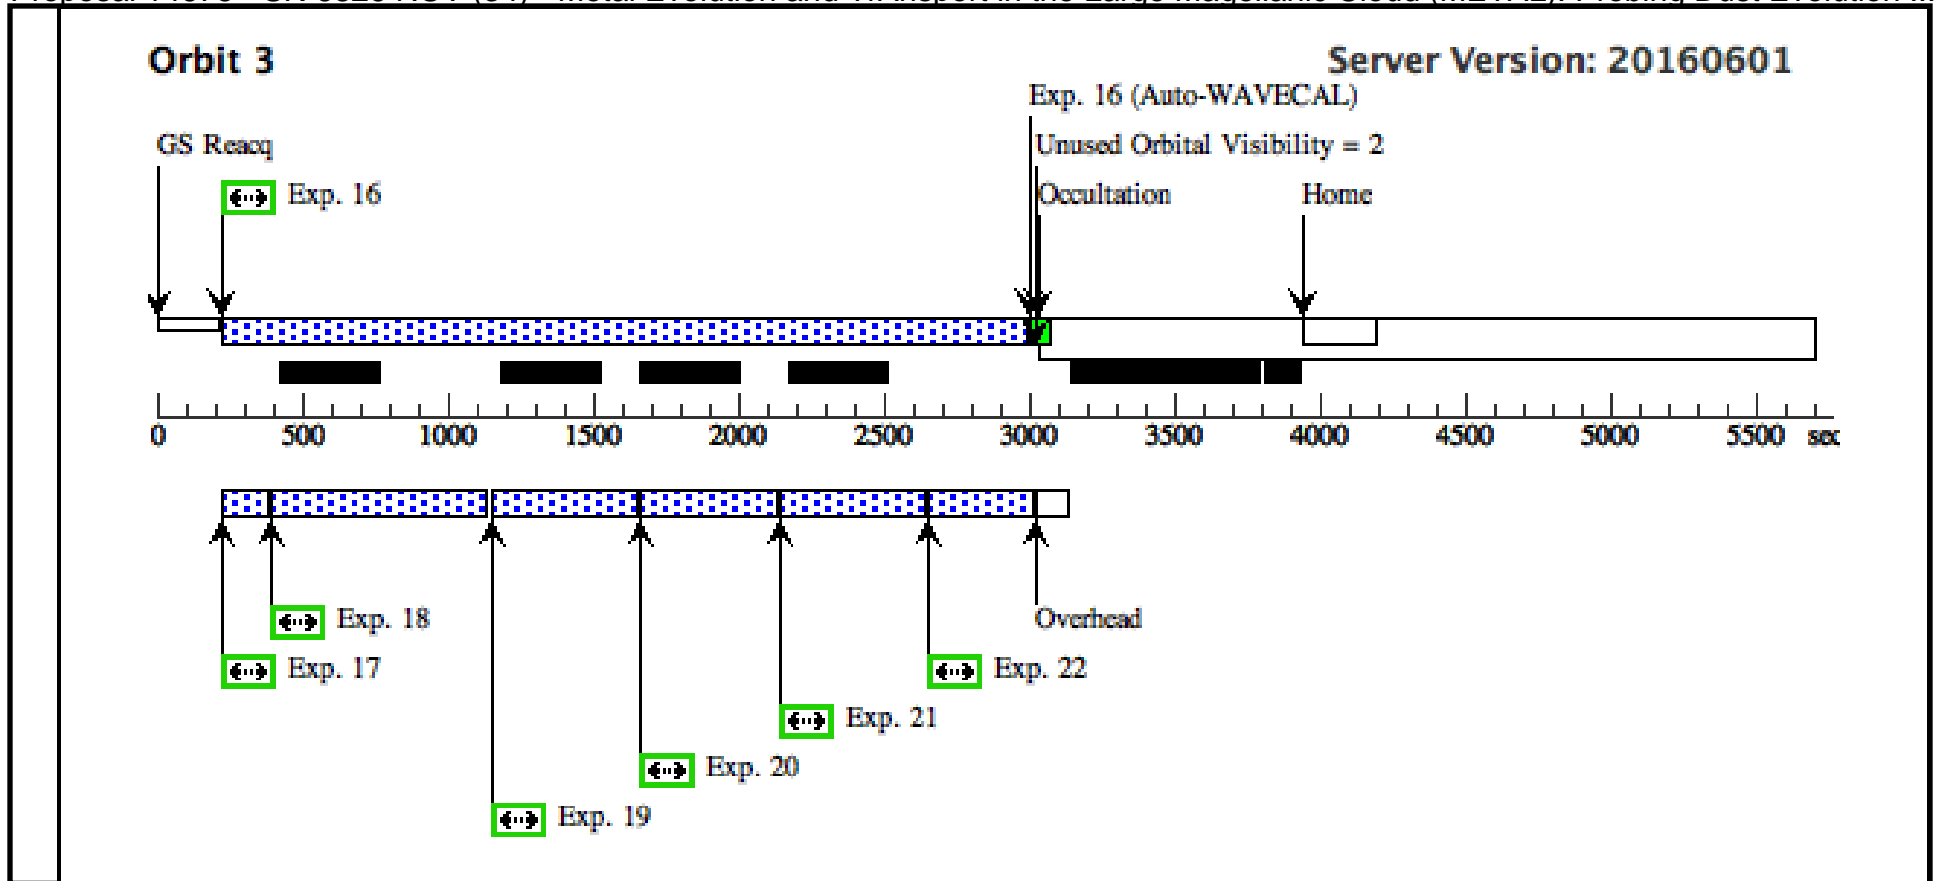 Orbit 3
Server Version: 20160601
Exp. 16 (Auto-WAVECAL)
GS Reacq
Unused Orbital Visibility = 2
Exp. 16
Occultation
Home
0 500 1000 1500 2000 2500 3000 3500 4000 4500 5000 5500 sec
Exp. 18
Overhead
Exp. 17
Exp. 22
Exp. 21
Exp. 20
Exp. 19